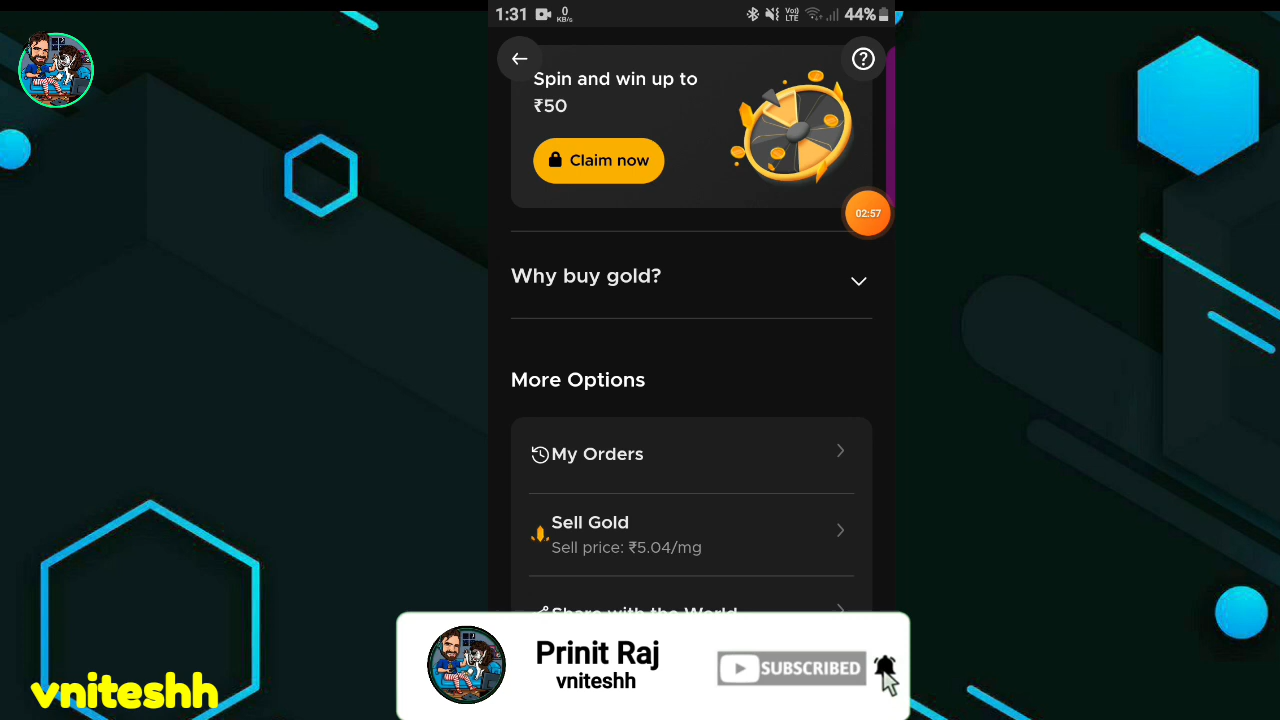 1:31 0 KB/s Vo)) LTE 44%
Spin and win up to
₹50
Claim now
02:57
Why buy gold?
More Options
My Orders
Sell Gold
Sell price: ₹5.04/mg
Share with the World
Prinit Raj
vniteshh
SUBSCRIBED
vniteshh